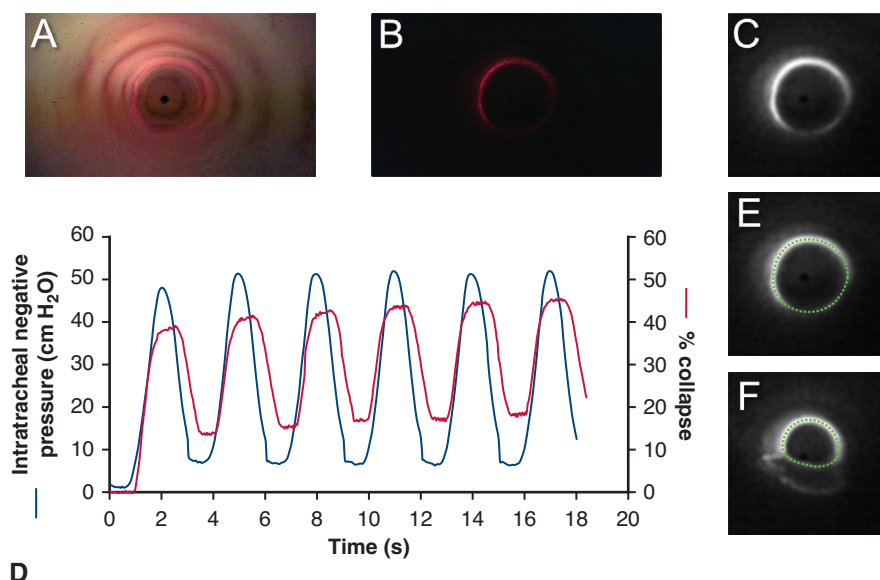 A
B
C
E
F
Intratracheal negative
pressure (cm H₂O)
60
50
40
30
20
10
0
60
50
40
30
20
10
0
% collapse
0 2 4 6 8 10 12 14 16 18 20
Time (s)
D